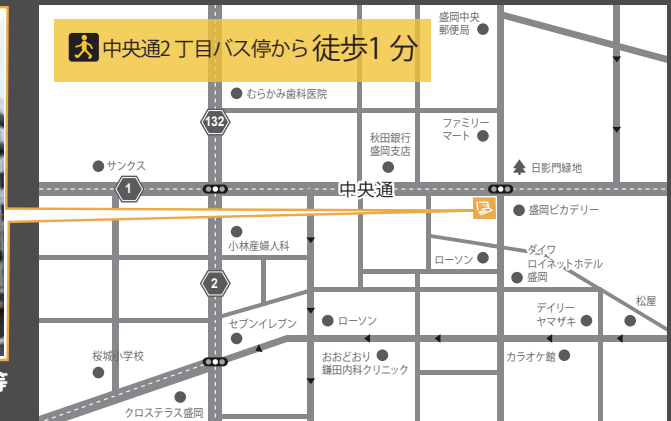 中央通2丁目バス停から 徒歩1分
盛岡中央
郵便局
むらかみ歯科医院
132
ファミリー
マート
秋田銀行
盛岡支店
サンクス
日影門緑地
1
中央通
盛岡ピカデリー
小林産婦人科
ローソン
ダイワ
ロイネットホテル
盛岡
2
デイリー
ヤマザキ
松屋
セブンイレブン
ローソン
桜城小学校
おおどおり
鎌田内科クリニック
カラオケ館
クロステラス盛岡
等